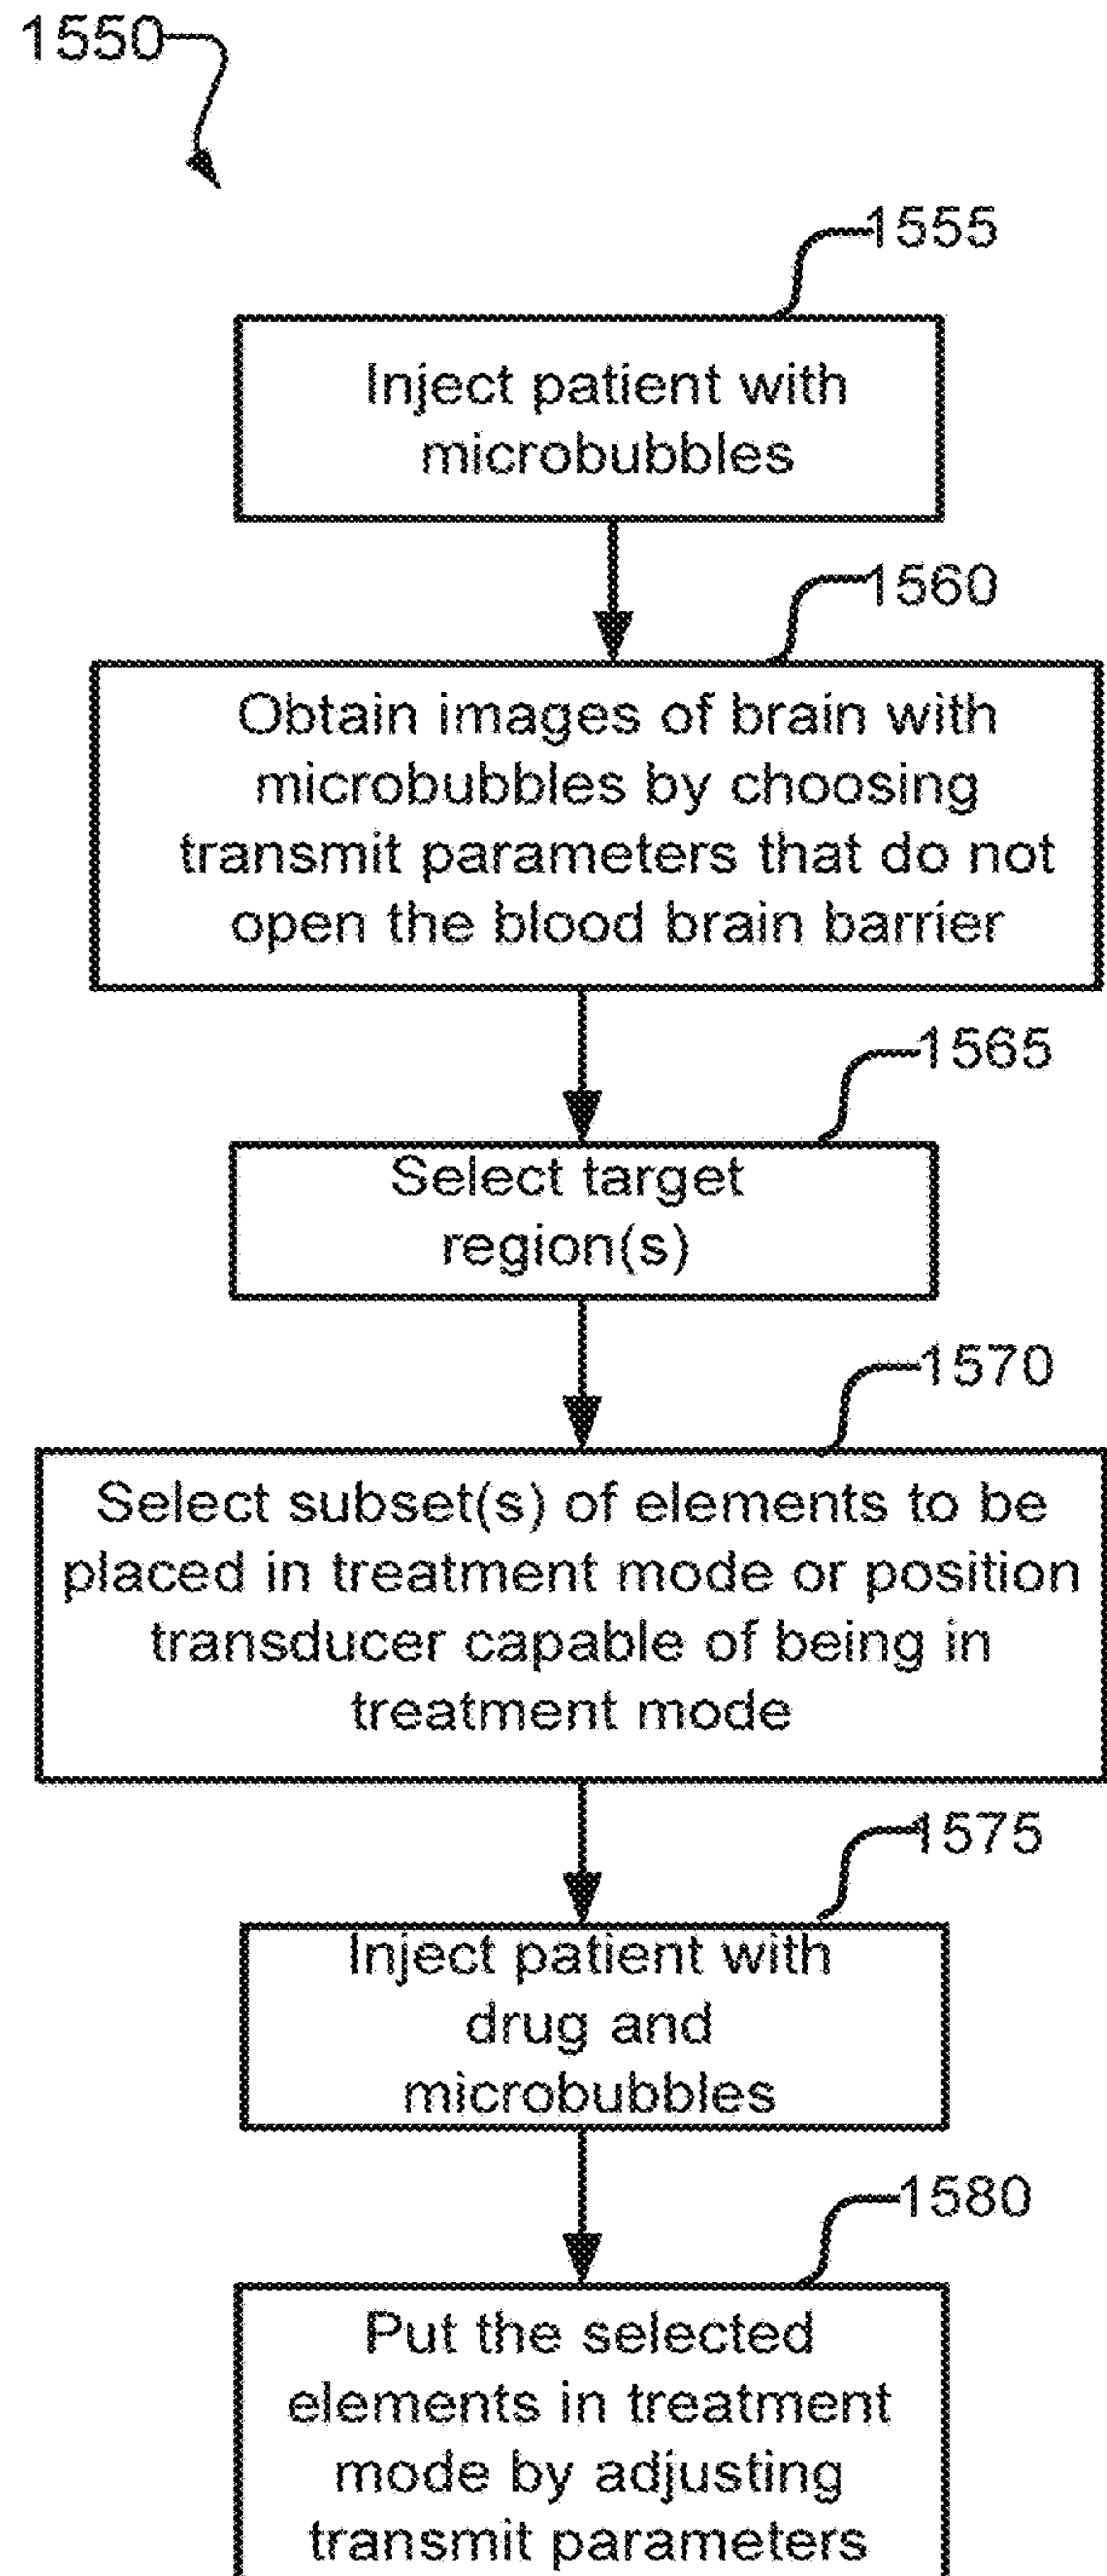 1550
1555
Inject patient with
microbubbles
1560
Obtain images of brain with
microbubbles by choosing
transmit parameters that do not
open the blood brain barrier
1565
Select target
region(s)
1570
Select subset(s) of elements to be
placed in treatment mode or position
transducer capable of being in
treatment mode
1575
Inject patient with
drug and
microbubbles
1580
Put the selected
elements in treatment
mode by adjusting
transmit parameters